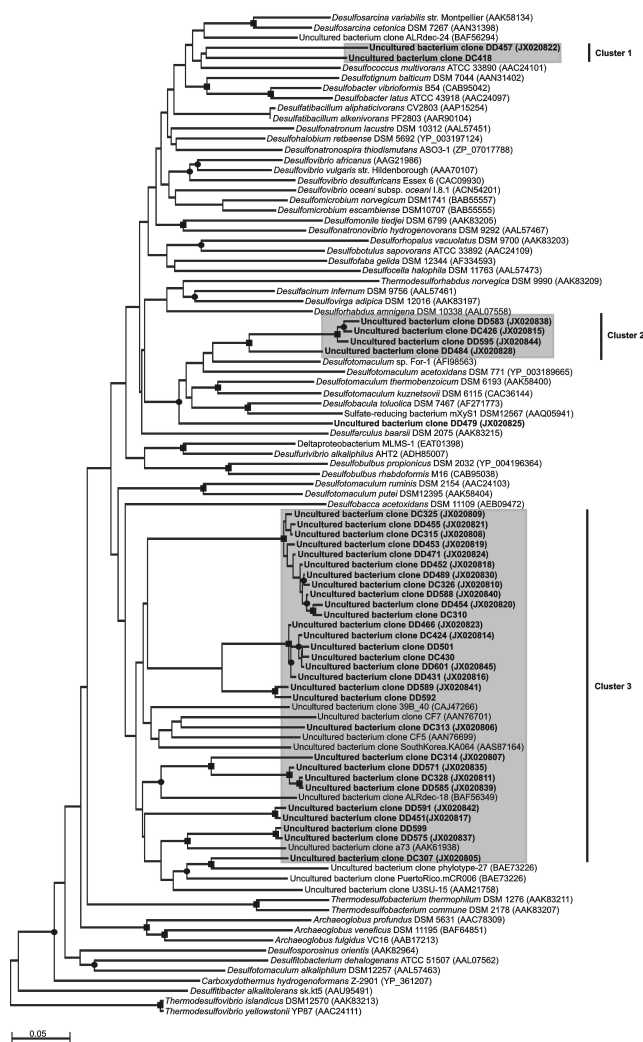 Desulfosarcina variabilis str. Montpellier (AAK58134)
Desulfosarcina cetonica DSM 7267 (AAN31398)
Uncultured bacterium clone ALRdec-24 (BAF56294)
Uncultured bacterium clone DD457 (JX020822)
Uncultured bacterium clone DC418
Cluster 1
Desulfococcus multivorans ATCC 33890 (AAC24101)
Desulfotignum balticum DSM 7044 (AAN31402)
Desulfobacter vibrioformis B54 (CAB95042)
Desulfobacter latus ATCC 43918 (AAC24097)
Desulfatibacillum aliphaticivorans CV2803 (AAP15254)
Desulfatibacillum alkenivorans PF2803 (AAR90104)
Desulfonatronum lacustre DSM 10312 (AAL57451)
Desulfohalobium retbaense DSM 5692 (YP_003197124)
Desulfonatronospira thiodismutans ASO3-1 (ZP_07017788)
Desulfovibrio africanus (AAG21986)
Desulfovibrio vulgaris str. Hildenborough (AAA70107)
Desulfovibrio desulfuricans Essex 6 (CAC09930)
Desulfovibrio oceani subsp. oceani I.8.1 (ACN54201)
Desulfomicrobium norvegicum DSM1741 (BAB55557)
Desulfomicrobium escambiense DSM10707 (BAB55555)
Desulfomonile tiedjei DSM 6799 (AAK83205)
Desulfonatronovibrio hydrogenovorans DSM 9292 (AAL57467)
Desulforhopalus vacuolatus DSM 9700 (AAK83203)
Desulfobotulus sapovorans ATCC 33892 (AAC24109)
Desulfofaba gelida DSM 12344 (AF334593)
Desulfocella halophila DSM 11763 (AAL57473)
Thermodesulforhabdus norvegica DSM 9990 (AAK83209)
Desulfacinum infernum DSM 9756 (AAL57461)
Desulfovirga adipica DSM 12016 (AAK83197)
Desulforhabdus amnigena DSM 10338 (AAL07558)
Uncultured bacterium clone DD583 (JX020838)
Uncultured bacterium clone DC426 (JX020815)
Uncultured bacterium clone DD595 (JX020844)
Uncultured bacterium clone DD484 (JX020828)
Cluster 2
Desulfotomaculum sp. For-1 (AFI98563)
Desulfotomaculum acetoxidans DSM 771 (YP_003189665)
Desulfotomaculum thermobenzoicum DSM 6193 (AAK58400)
Desulfotomaculum kuznetsovii DSM 6115 (CAC36144)
Desulfobacula toluolica DSM 7467 (AF271773)
Sulfate-reducing bacterium mXyS1 DSM12567 (AAQ05941)
Uncultured bacterium clone DD479 (JX020825)
Desulfarculus baarsii DSM 2075 (AAK83215)
Deltaproteobacterium MLMS-1 (EAT01398)
Desulfurivibrio alkaliphilus AHT2 (ADH85007)
Desulfobulbus propionicus DSM 2032 (YP_004196364)
Desulfobulbus rhabdoformis M16 (CAB95038)
Desulfotomaculum ruminis DSM 2154 (AAC24103)
Desulfotomaculum putei DSM12395 (AAK58404)
Desulfobacca acetoxidans DSM 11109 (AEB09472)
Uncultured bacterium clone DC325 (JX020809)
Uncultured bacterium clone DD455 (JX020821)
Uncultured bacterium clone DC315 (JX020808)
Uncultured bacterium clone DD453 (JX020819)
Uncultured bacterium clone DD471 (JX020824)
Uncultured bacterium clone DD452 (JX020818)
Uncultured bacterium clone DD489 (JX020830)
Uncultured bacterium clone DC326 (JX020810)
Uncultured bacterium clone DD588 (JX020840)
Uncultured bacterium clone DD454 (JX020820)
Uncultured bacterium clone DC310
Uncultured bacterium clone DD466 (JX020823)
Uncultured bacterium clone DC424 (JX020814)
Uncultured bacterium clone DD501
Uncultured bacterium clone DC430
Uncultured bacterium clone DD601 (JX020845)
Uncultured bacterium clone DD431 (JX020816)
Uncultured bacterium clone DD589 (JX020841)
Uncultured bacterium clone DD592
Cluster 3
Uncultured bacterium clone 39B_40 (CAJ47266)
Uncultured bacterium clone CF7 (AAN76701)
Uncultured bacterium clone DC313 (JX020806)
Uncultured bacterium clone CF5 (AAN76699)
Uncultured bacterium clone SouthKorea.KA064 (AAS87164)
Uncultured bacterium clone DC314 (JX020807)
Uncultured bacterium clone DD571 (JX020835)
Uncultured bacterium clone DC328 (JX020811)
Uncultured bacterium clone DD585 (JX020839)
Uncultured bacterium clone ALRdec-18 (BAF56349)
Uncultured bacterium clone DD591 (JX020842)
Uncultured bacterium clone DD451(JX020817)
Uncultured bacterium clone DD599
Uncultured bacterium clone DD575 (JX020837)
Uncultured bacterium clone a73 (AAK61938)
Uncultured bacterium clone DC307 (JX020805)
Uncultured bacterium clone phylotype-27 (BAE73226)
Uncultured bacterium clone PuertoRico.mCR006 (BAE73226)
Uncultured bacterium clone U3SU-15 (AAM21758)
Thermodesulfobacterium thermophilum DSM 1276 (AAK83211)
Thermodesulfobacterium commune DSM 2178 (AAK83207)
Archaeoglobus profundus DSM 5631 (AAC78309)
Archaeoglobus veneficus DSM 11195 (BAF64851)
Archaeoglobus fulgidus VC16 (AAB17213)
Desulfosporosinus orientis (AAK82964)
Desulfitobacterium dehalogenans ATCC 51507 (AAL07562)
Desulfotomaculum alkaliphilum DSM12257 (AAL57463)
Carboxydothermus hydrogenoformans Z-2901 (YP_361207)
Desulfitibacter alkalitolerans sk.kt5 (AAU95491)
Thermodesulfovibrio islandicus DSM12570 (AAK83213)
Thermodesulfovibrio yellowstonii YP87 (AAC24111)
0.05